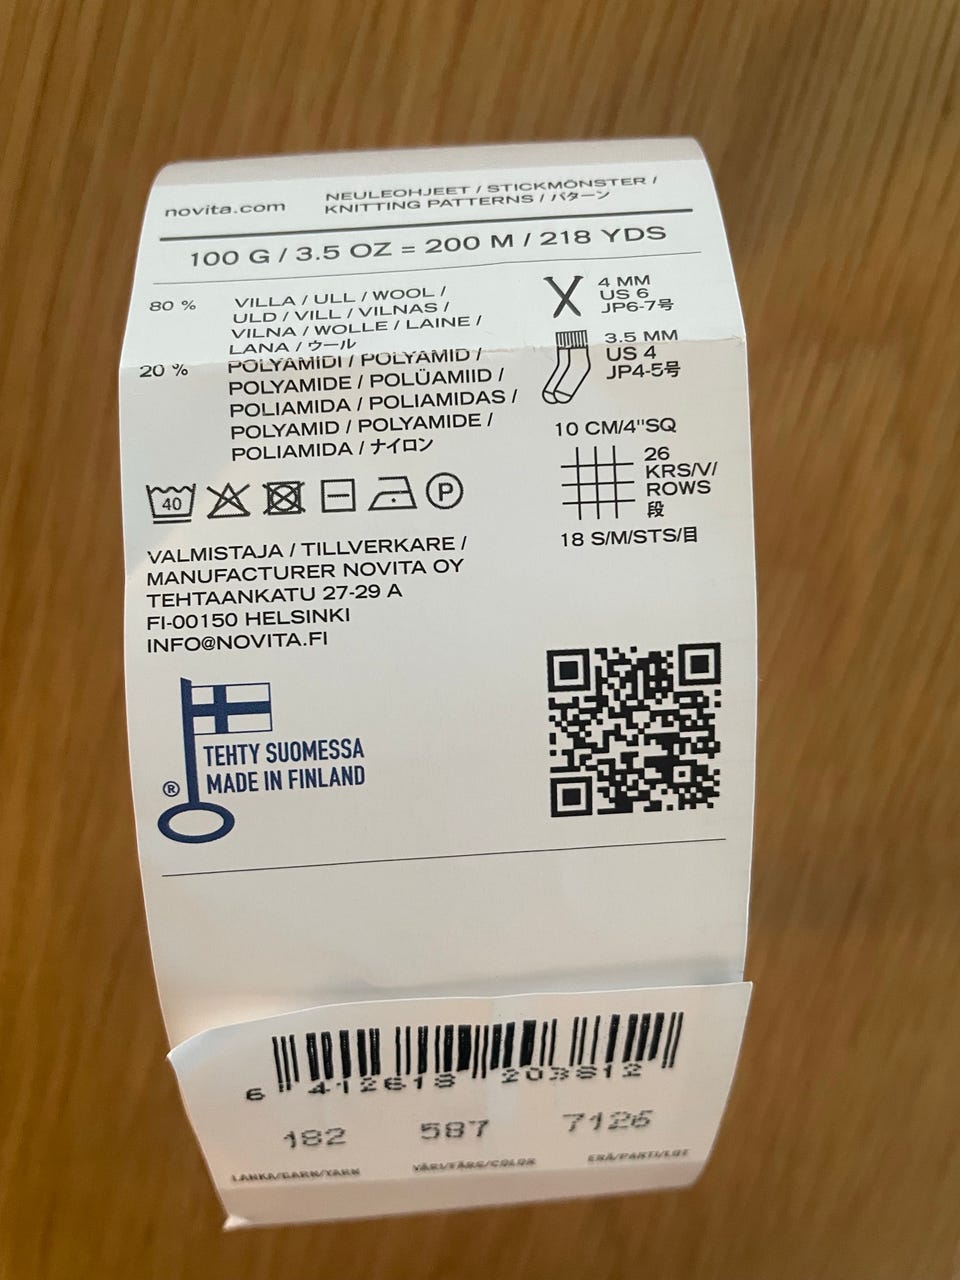 novita.com
NEULEOHJEET / STICKMÖNSTER /
KNITTING PATTERNS / パターン
100 G / 3.5 OZ = 200 M / 218 YDS
80 %
VILLA / ULL / WOOL /
ULD / VILL / VILNAS /
VILNA / WOLLE / LAINE /
LANA / ウール
20 %
POLYAMIDI / POLYAMID /
POLYAMIDE / POLÜAMIID /
POLIAMIDA / POLIAMIDAS /
POLYAMID / POLYAMIDE /
POLIAMIDA / ナイロン
4 MM
US 6
JP6-7号
3.5 MM
US 4
JP4-5号
10 CM/4"SQ
26
KRS/V/
ROWS
段
18 S/M/STS/目
40
P
VALMISTAJA / TILLVERKARE /
MANUFACTURER NOVITA OY
TEHTAANKATU 27-29 A
FI-00150 HELSINKI
INFO@NOVITA.FI
TEHTY SUOMESSA
® MADE IN FINLAND
6 412618 203812
182 587 7126
LANKA/GARN/YARN VÄRI/FÄRG/COLOR ERÄ/PARTI/LOT